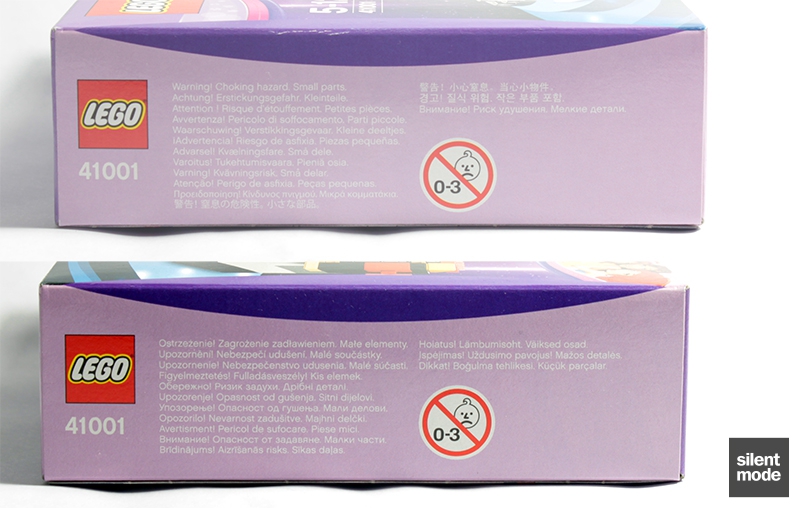 LEGO
5-1
41001
Warning! Choking hazard. Small parts.
Achtung! Erstickungsgefahr. Kleinteile.
Attention ! Risque d'étouffement. Petites pièces.
Avvertenza! Pericolo di soffocamento. Parti piccole.
Waarschuwing! Verstikkingsgevaar. Kleine deeltjes.
¡Advertencia! Riesgo de asfixia. Piezas pequeñas.
Advarsel! Kvælningsfare. Små dele.
Varoitus! Tukehtumisvaara. Pieniä osia.
Varning! Kvävningsrisk. Små delar.
Atenção! Perigo de asfixia. Peças pequenas.
Προειδοποίηση! Κίνδυνος πνιγμού. Μικρά κομματάκια.
警告! 窒息の危険性。小さな部品。
警告！小心窒息。当心小物件。
경고! 질식 위험. 작은 부품 포함.
Внимание! Риск удушения. Мелкие детали.
LEGO
41001
0-3
Ostrzeżenie! Zagrożenie zadławieniem. Małe elementy.
Upozornění! Nebezpečí udušení. Malé součástky.
Upozornenie! Nebezpečenstvo udusenia. Malé súčasti.
Figyelmeztetés! Fulladásveszély! Kis elemek.
Обережно! Ризик задухи. Дрібні деталі.
Upozorenje! Opasnost od gušenja. Sitni dijelovi.
Упозорење! Опасност од гушења. Мали делови.
Opozorilo! Nevarnost zadušitve. Majhni delčki.
Avertisment! Pericol de sufocare. Piese mici.
Внимание! Опасност от задавяне. Малки части.
Brīdinājums! Aizrīšanās risks. Sīkas daļas.
Hoiatus! Lämbumisoht. Väiksed osad.
Įspėjimas! Uždusimo pavojus! Mažos detalės.
Dikkat! Boğulma tehlikesi. Küçük parçalar.
LEGO
41001
0-3
silent
mode